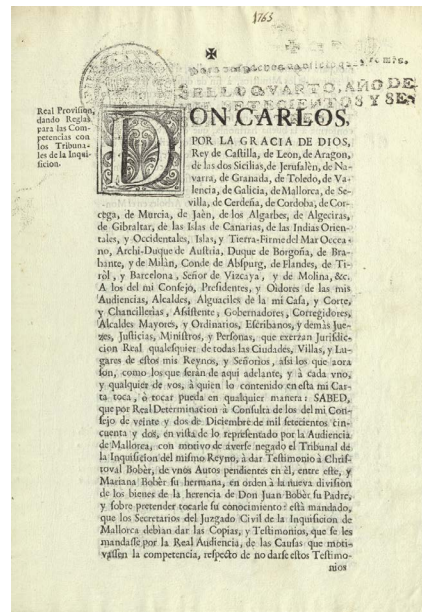 1763
✠
SELLO QVARTO, AÑO DE
SETECIENTOS Y SE
Real Provision,
dando Reglas
para las Com-
petencias con
los Tribuna-
les de la Inqui-
sicion.
DON CARLOS,
POR LA GRACIA DE DIOS,
Rey de Castilla, de Leon, de Aragon,
de las dos Sicilias, de Jerusalèn, de Na-
varra, de Granada, de Toledo, de Va-
lencia, de Galicia, de Mallorca, de Se-
villa, de Cerdeña, de Cordoba, de Cor-
cega, de Murcia, de Jaèn, de los Algarbes, de Algeciras,
de Gibraltar, de las Islas de Canarias, de las Indias Orien-
tales, y Occidentales, Islas, y Tierra-Firme del Mar Occea-
no, Archi-Duque de Austria, Duque de Borgoña, de Bra-
bante, y de Milàn, Conde de Abspurg, de Flandes, de Ti-
ròl, y Barcelona, Señor de Vizcaya, y de Molina, &c.
A los del mi Consejo, Presidentes, y Oìdores de las mis
Audiencias, Alcaldes, Alguaciles de la mi Casa, y Corte,
y Chancillerias, Asistente, Gobernadores, Corregidores,
Alcaldes Mayores, y Ordinarios, Escribanos, y demàs Jue-
zes, Justicias, Ministros, y Personas, que exerzan Jurisdic-
cion Real qualesquier de todas las Ciudades, Villas, y Lu-
gares de estos mis Reynos, y Señorìos, asi los que aora
son, como los que seràn de aqui adelante, y à cada vno,
y qualquier de vos, à quien lo contenido en esta mi Car-
ta toca, ò tocar pueda en qualquier manera: SABED,
que por Real Determinacion à Consulta de los del mi Con-
sejo de veinte y dos de Diciembre de mil setecientos cin-
cuenta y dos, en vista de lo representado por la Audiencia
de Mallorca, con motivo de averse negado el Tribunal de
la Inquisicion del mismo Reyno, à dar Testimonio à Chris-
toval Bobèr, de vnos Autos pendientes en èl, entre este, y
Mariana Bobèr su hermana, en orden à la nueva division
de los bienes de la herencia de Don Juan Bobèr su Padre,
y sobre pretender tocarle su conocimiento: està mandado,
que los Secretarios del Juzgado Civil de la Inquisicion de
Mallorca debian dar las Copias, y Testimonios, que se les
mandasse por la Real Audiencia, de las Causas que moti-
vassen la competencia, respecto de no darse estos Testimo-
nios